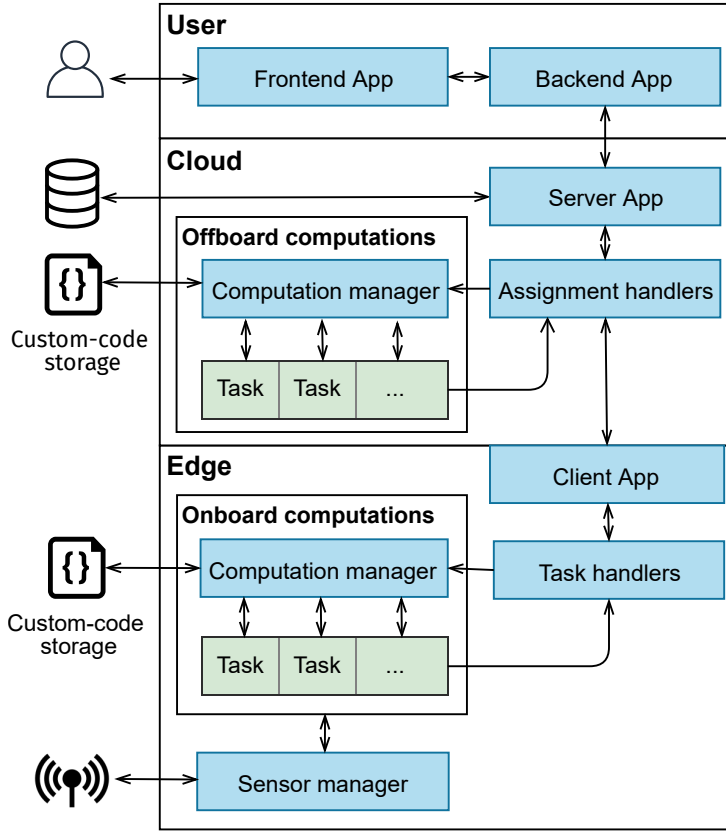 User
Frontend App
Backend App
Cloud
Server App
Offboard computations
{}
Computation manager
Assignment handlers
Custom-code
storage
Task
Task
...
Edge
Client App
Onboard computations
{}
Computation manager
Task handlers
Custom-code
storage
Task
Task
...
Sensor manager